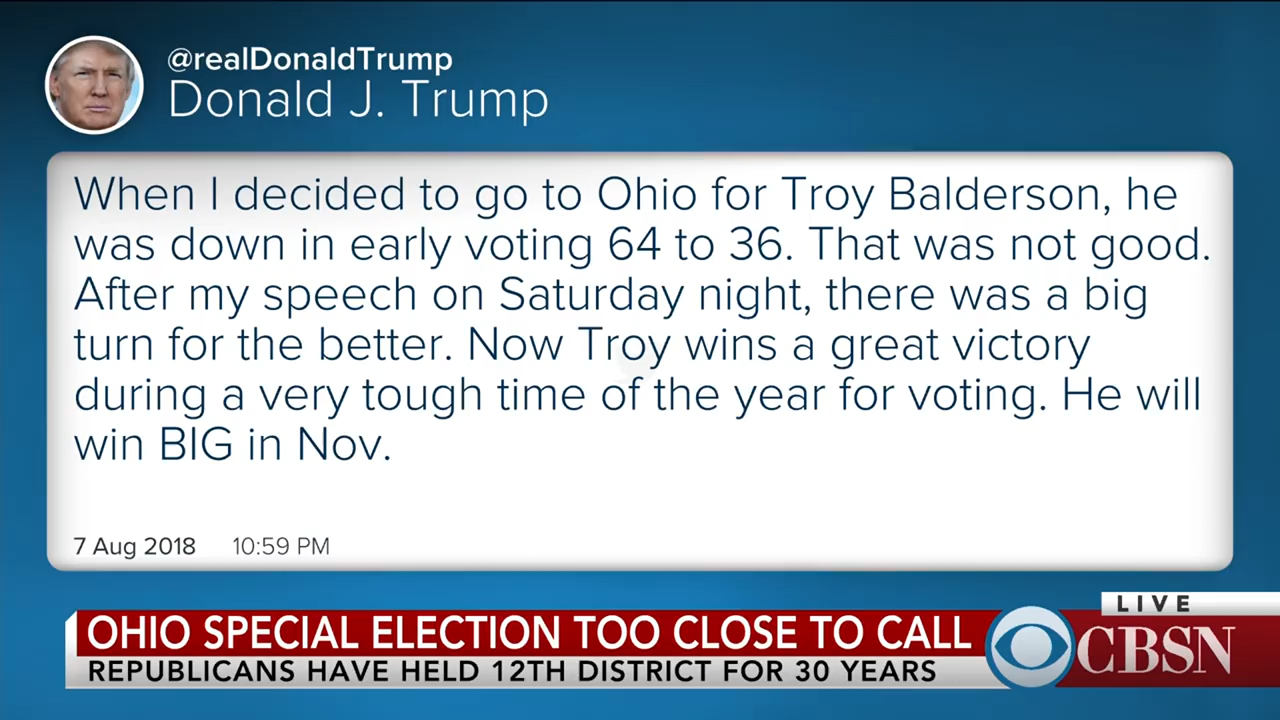 @realDonaldTrump
Donald J. Trump
When I decided to go to Ohio for Troy Balderson, he
was down in early voting 64 to 36. That was not good.
After my speech on Saturday night, there was a big
turn for the better. Now Troy wins a great victory
during a very tough time of the year for voting. He will
win BIG in Nov.
7 Aug 2018 10:59 PM
LIVE
OHIO SPECIAL ELECTION TOO CLOSE TO CALL
REPUBLICANS HAVE HELD 12TH DISTRICT FOR 30 YEARS
CBSN